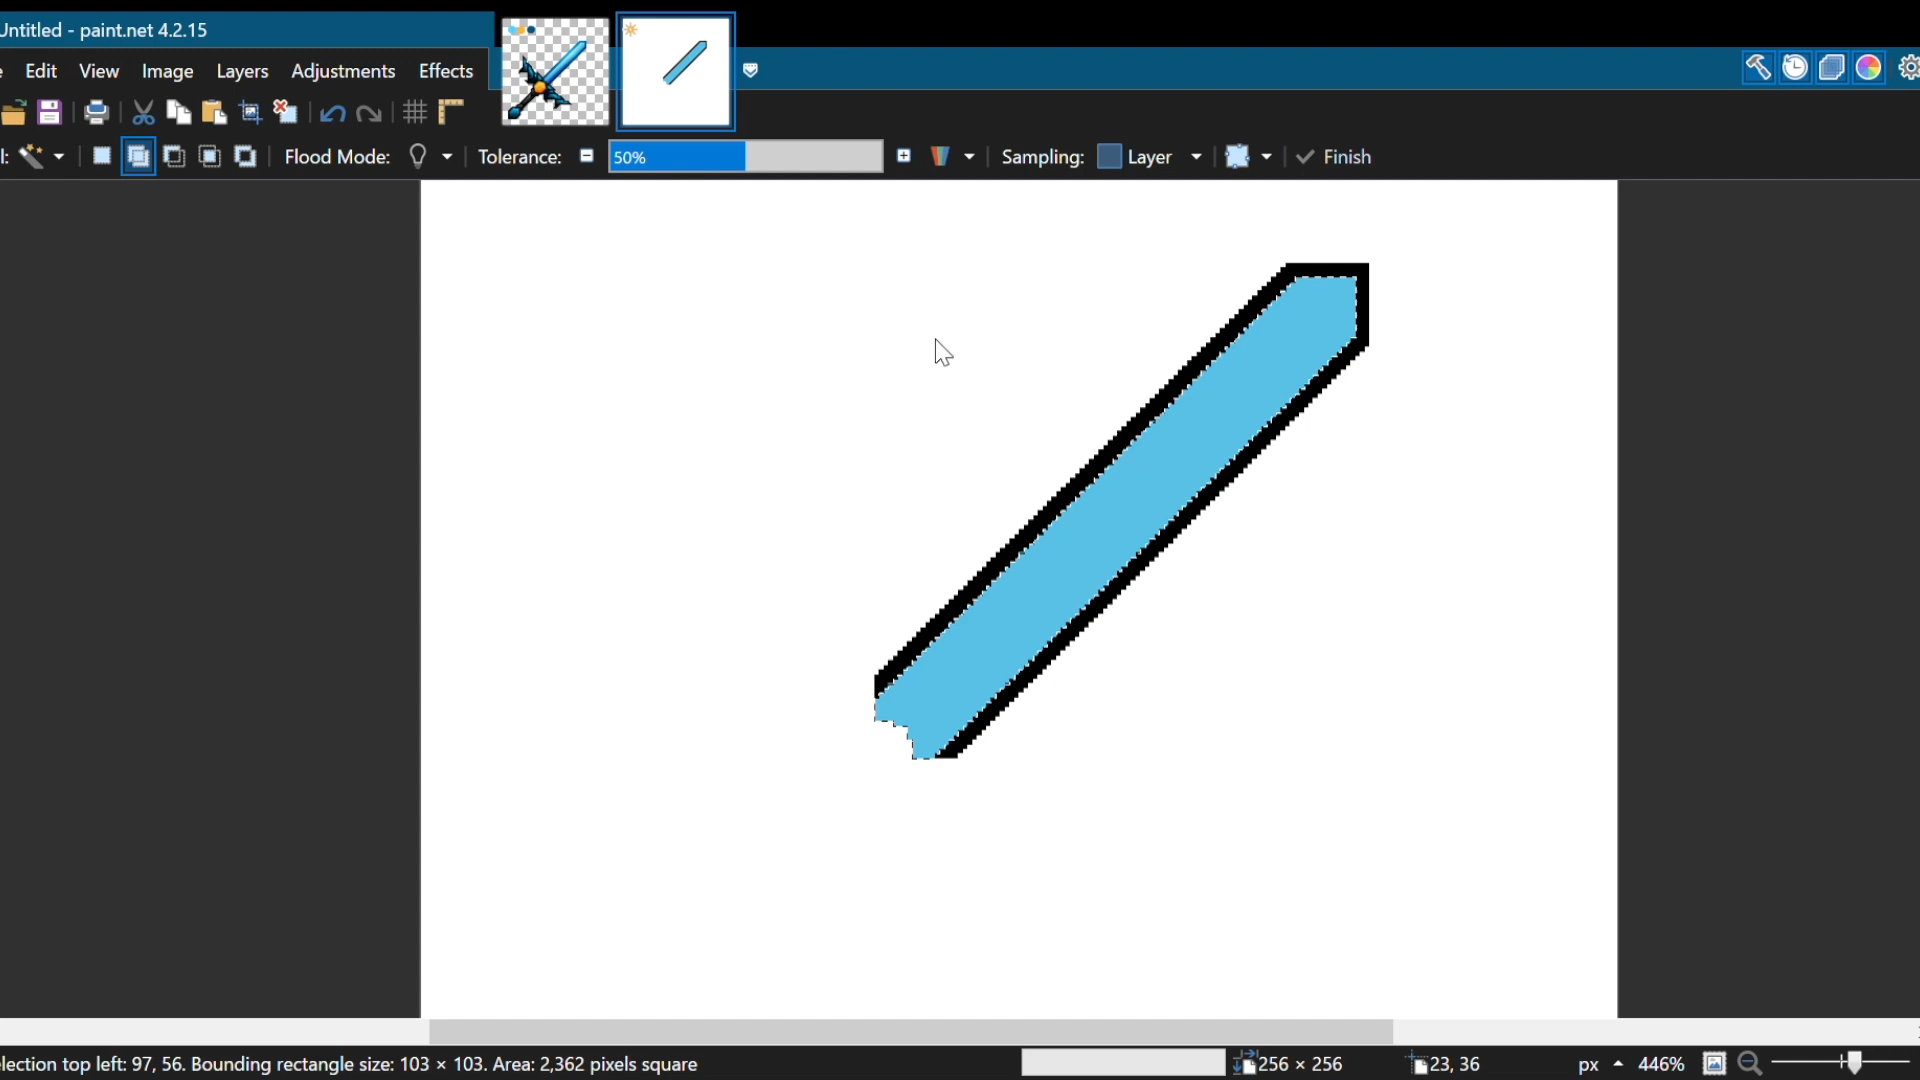 Untitled - paint.net 4.2.15
Edit View Image Layers Adjustments Effects
Flood Mode: Tolerance: 50% Sampling: Layer Finish
lection top left: 97, 56. Bounding rectangle size: 103 × 103. Area: 2,362 pixels square
256 × 256
23, 36
px
446%